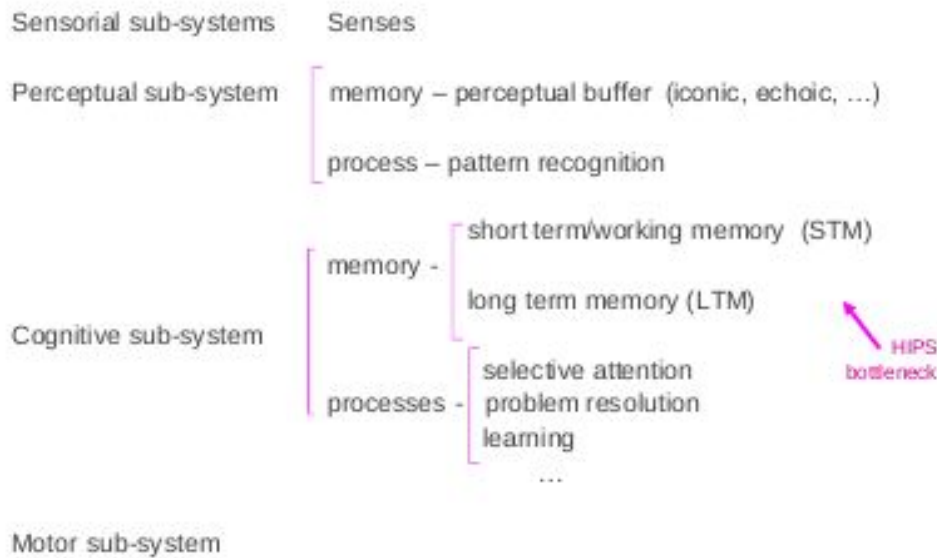 Sensorial sub-systems Senses
Perceptual sub-system memory – perceptual buffer (iconic, echoic, …)
process – pattern recognition
short term/working memory (STM)
memory -
long term memory (LTM)
Cognitive sub-system
HIPS
bottleneck
selective attention
processes - problem resolution
learning
…
Motor sub-system